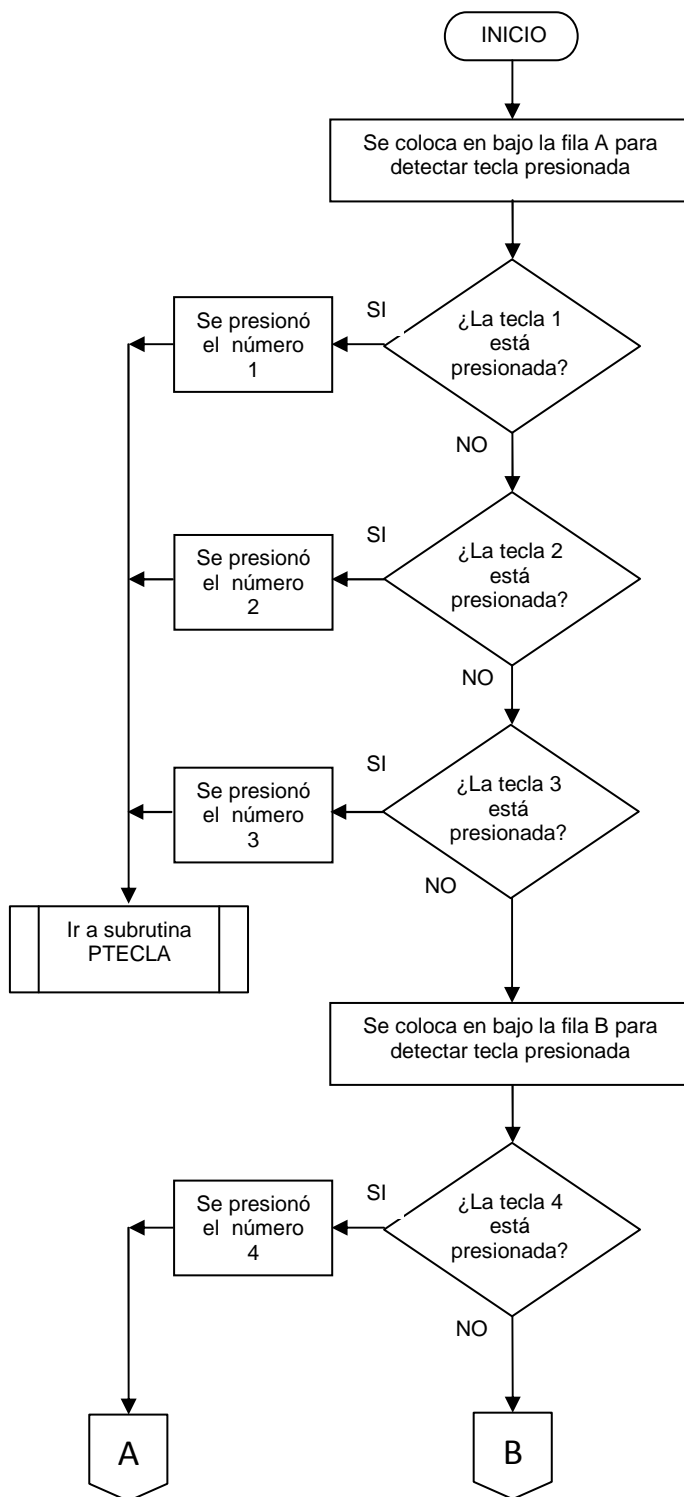 INICIO
Se coloca en bajo la fila A para
detectar tecla presionada
SI
¿La tecla 1
está
presionada?
Se presionó
el número
1
NO
SI
¿La tecla 2
está
presionada?
Se presionó
el número
2
NO
SI
¿La tecla 3
está
presionada?
Se presionó
el número
3
NO
Ir a subrutina
PTECLA
Se coloca en bajo la fila B para
detectar tecla presionada
SI
¿La tecla 4
está
presionada?
Se presionó
el número
4
NO
A
B